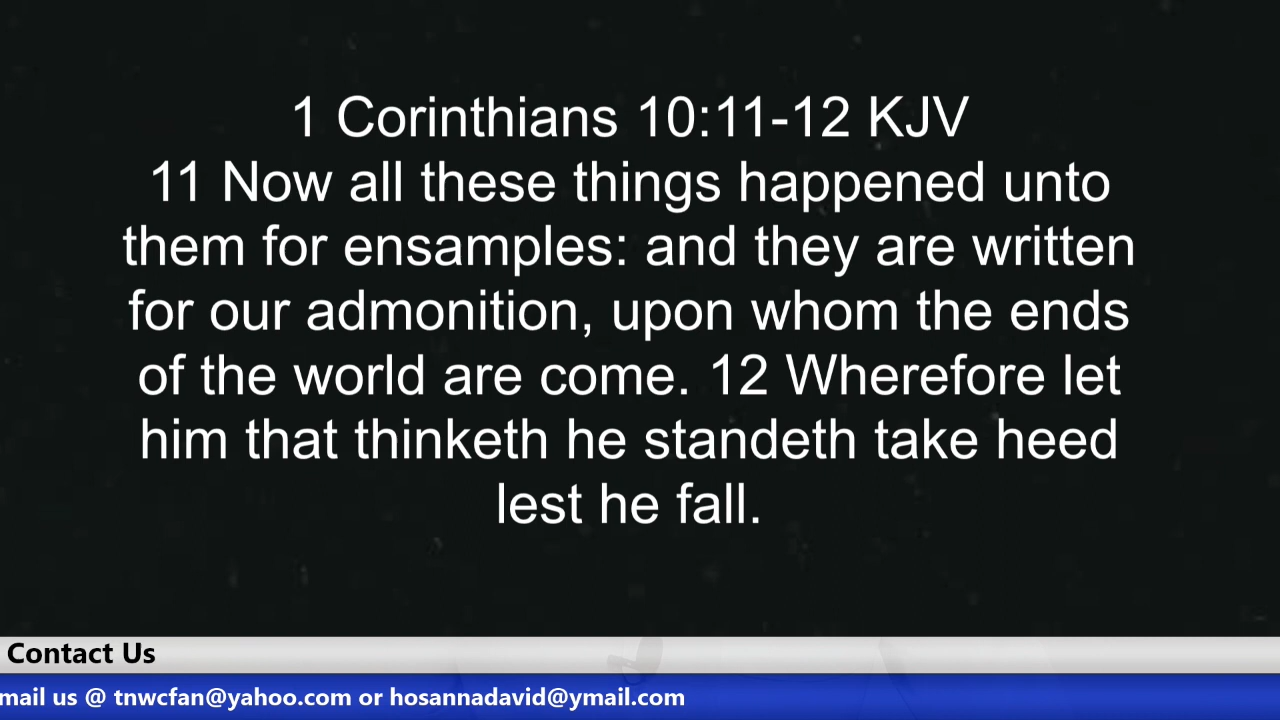 1 Corinthians 10:11-12 KJV
11 Now all these things happened unto
them for ensamples: and they are written
for our admonition, upon whom the ends
of the world are come. 12 Wherefore let
him that thinketh he standeth take heed
lest he fall.
Contact Us
mail us @ tnwcfan@yahoo.com or hosannadavid@ymail.com